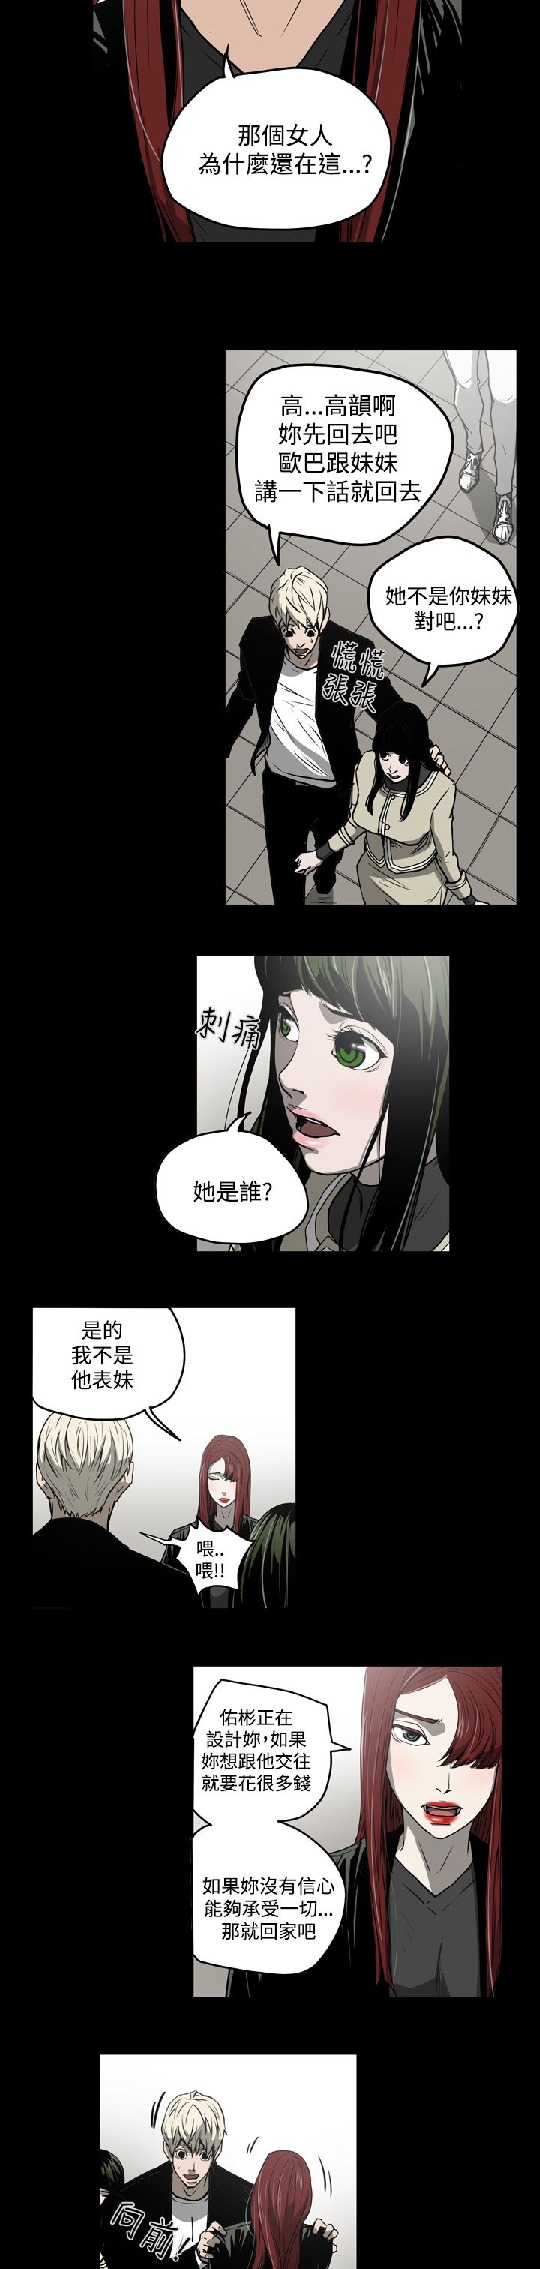 那個女人
為什麼還在這...?
高...高韻啊
妳先回去吧
歐巴跟妹妹
講一下話就回去
她不是你妹妹
對吧...?
慌慌
張張
刺痛
她是誰?
是的
我不是
他表妹
喂..
喂!!
佑彬正在
設計妳,如果
妳想跟他交往
就要花很多錢
如果妳沒有信心
能夠承受一切...
那就回家吧
向前!